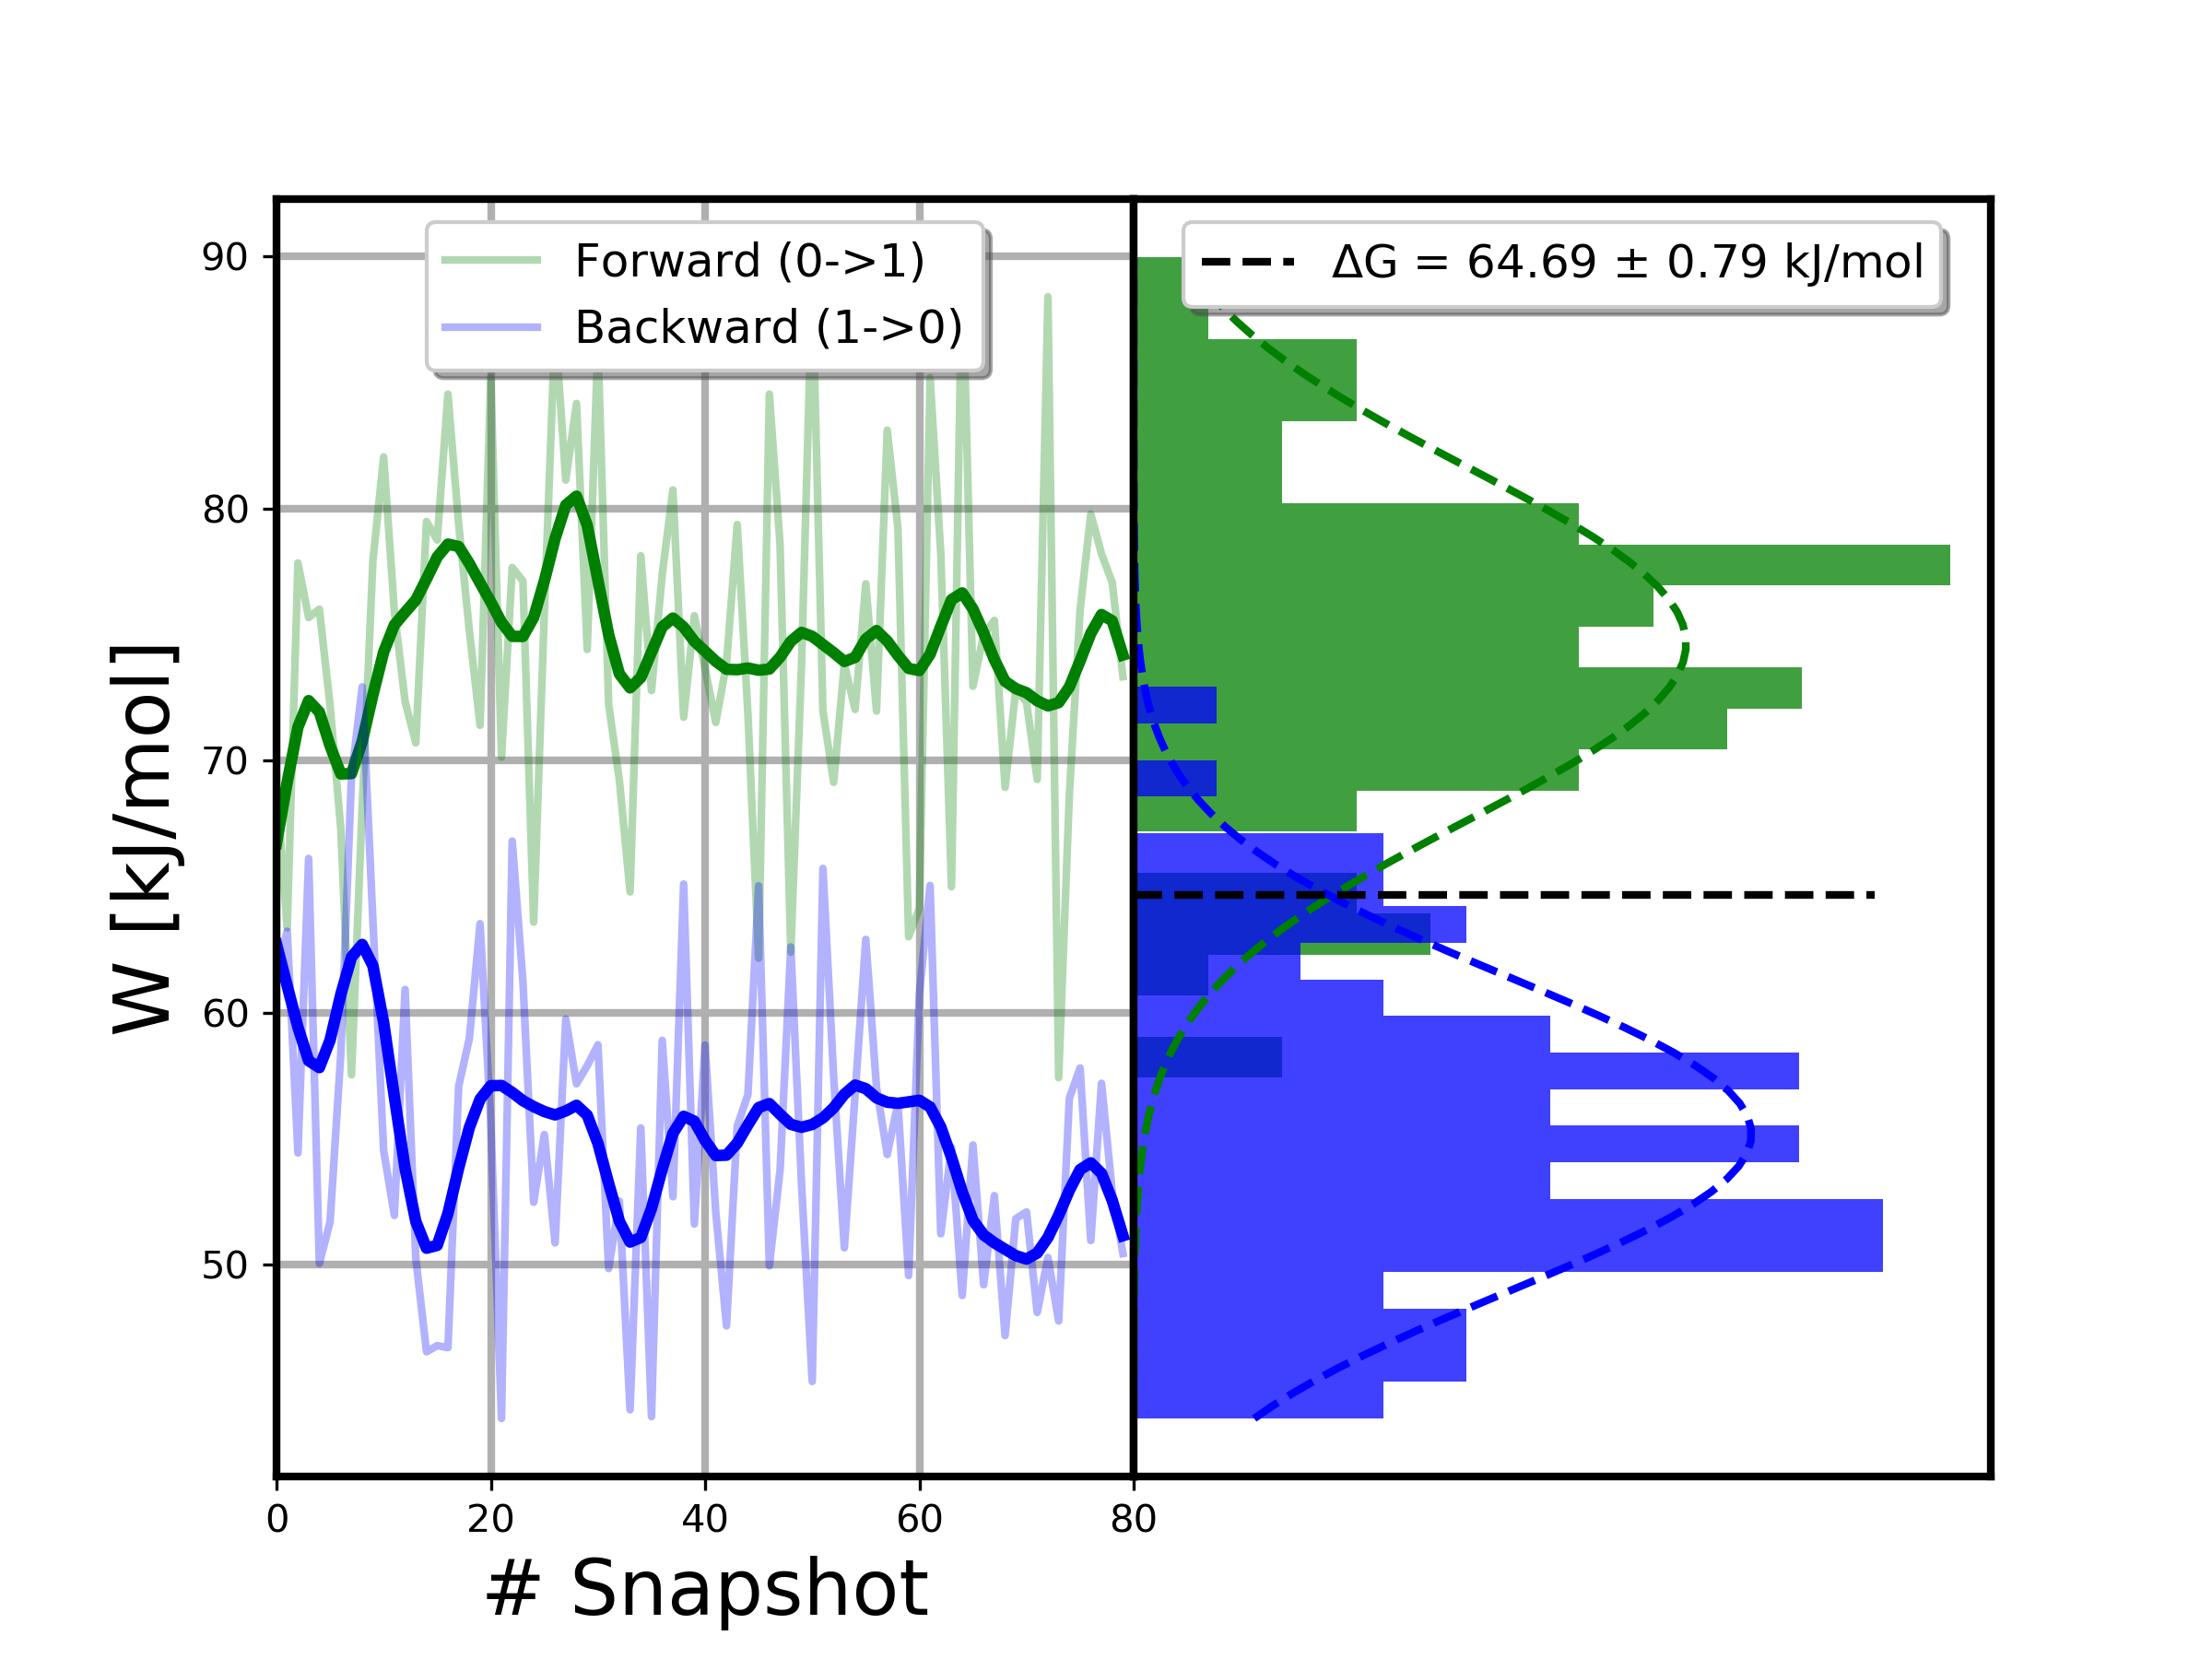 Forward (0->1)
Backward (1->0)
ΔG = 64.69 ± 0.79 kJ/mol
90
80
70
60
50
W [kJ/mol]
0 20 40 60 80
# Snapshot